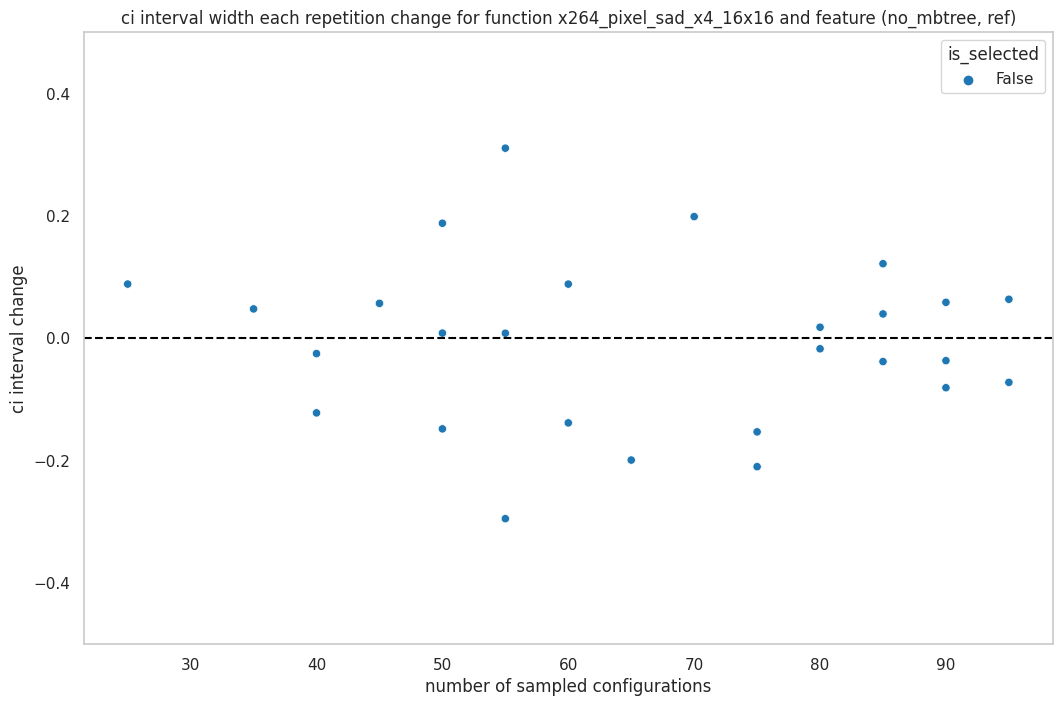 ci interval width each repetition change for function x264_pixel_sad_x4_16x16 and feature (no_mbtree, ref)
is_selected
False
ci interval change
0.4
0.2
0.0
−0.2
−0.4
30 40 50 60 70 80 90
number of sampled configurations